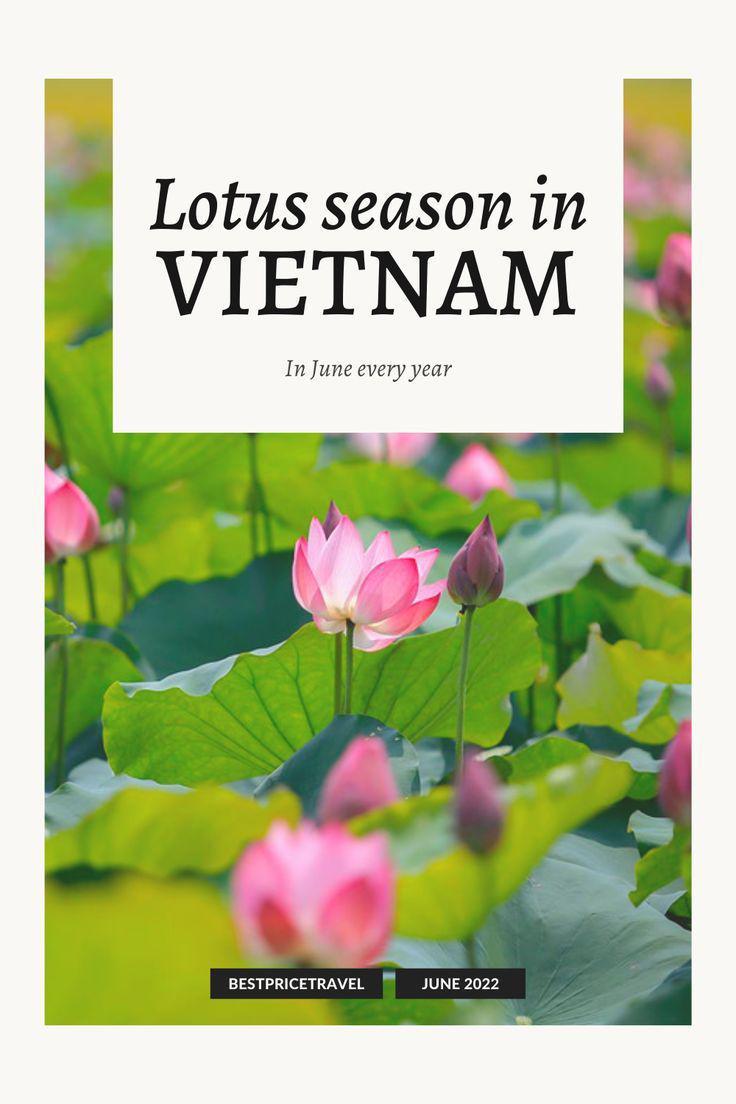 Lotus season in
VIETNAM
In June every year
BESTPRICETRAVEL
JUNE 2022